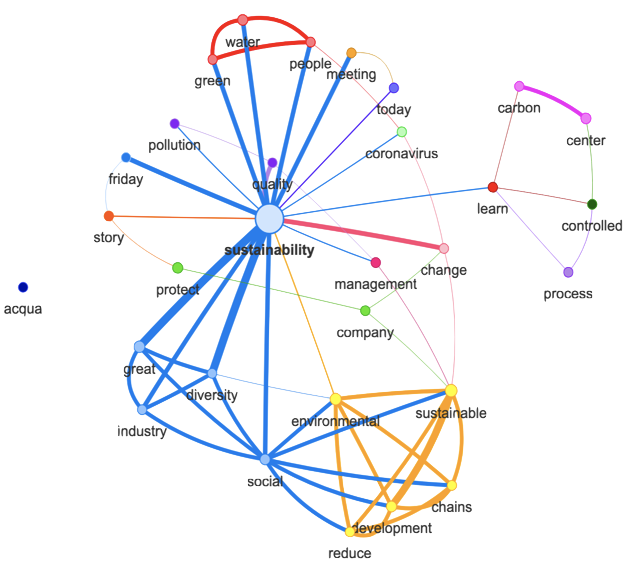 water
people
meeting
green
carbon
today
center
pollution
coronavirus
friday
quality
learn
controlled
story
sustainability
change
management
process
protect
acqua
company
great
diversity
environmental
sustainable
industry
social
chains
development
reduce